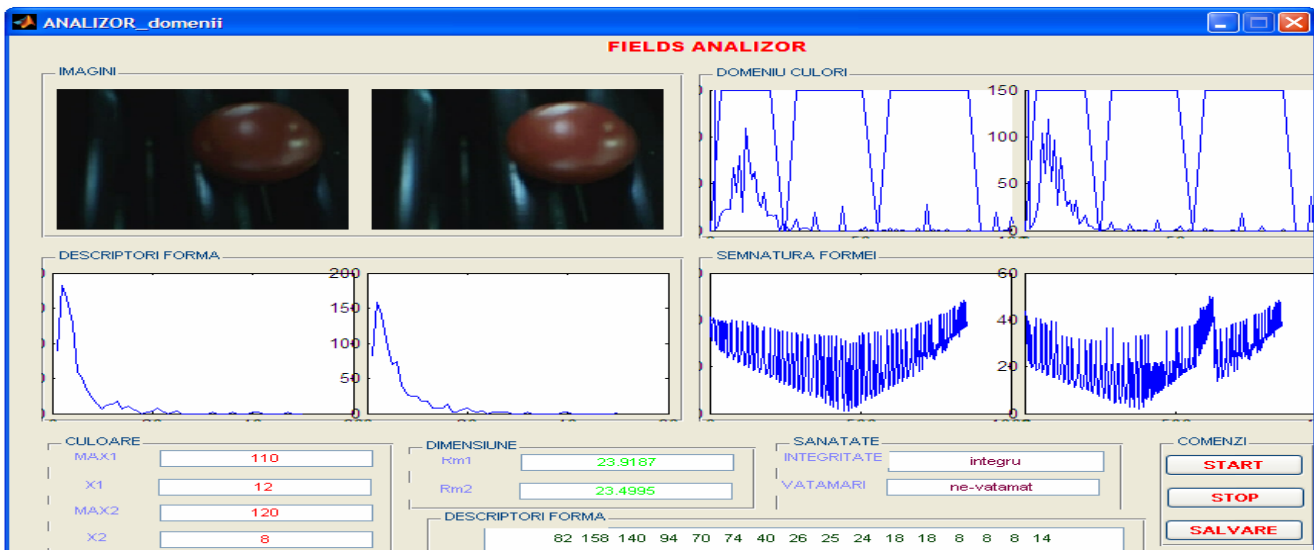 ANALIZOR_domenii
FIELDS ANALIZOR
IMAGINI
DOMENIU CULORI
150
100
50
0
DESCRIPTORI FORMA
200
150
100
50
SEMNATURA FORMEI
60
40
20
0
CULOARE
MAX1 110
X1 12
MAX2 120
X2 8
DIMENSIUNE
Rm1 23.9187
Rm2 23.4995
SANATATE
INTEGRITATE integru
VATAMARI ne-vatamat
COMENZI
START
STOP
SALVARE
DESCRIPTORI FORMA
82 158 140 94 70 74 40 26 25 24 18 18 8 8 8 14